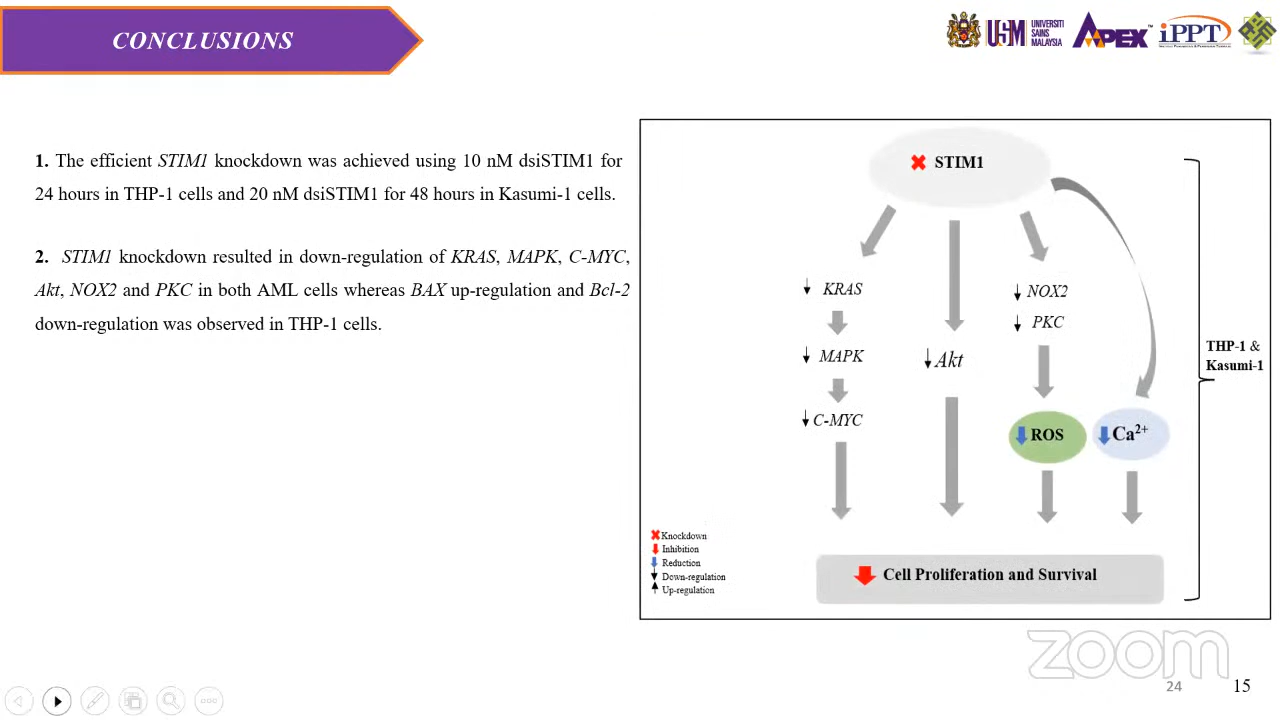 CONCLUSIONS
USM
UNIVERSITI
SAINS
MALAYSIA
APEX™
iPPT
1. The efficient STIM1 knockdown was achieved using 10 nM dsiSTIM1 for
24 hours in THP-1 cells and 20 nM dsiSTIM1 for 48 hours in Kasumi-1 cells.
2. STIM1 knockdown resulted in down-regulation of KRAS, MAPK, C-MYC,
Akt, NOX2 and PKC in both AML cells whereas BAX up-regulation and Bcl-2
down-regulation was observed in THP-1 cells.
STIM1
KRAS
NOX2
PKC
MAPK
Akt
C-MYC
ROS
Ca²⁺
THP-1 &
Kasumi-1
Knockdown
Inhibition
Reduction
Down-regulation
Up-regulation
Cell Proliferation and Survival
zoom
24
15